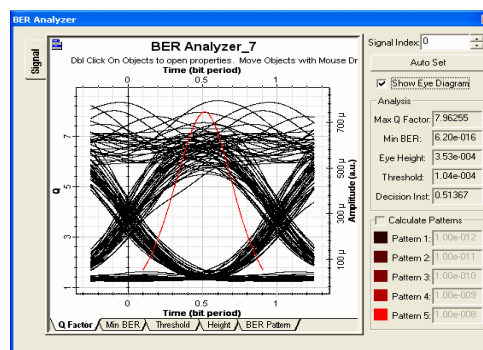 BER Analyzer
Signal
BER Analyzer_7
Dbl Click On Objects to open properties. Move Objects with Mouse Dr
Time (bit period)
0 0.5 1
Q
7
5
3
1
Amplitude (a.u.)
700 µ
500 µ
300 µ
100 µ
0 0.5 1
Time (bit period)
Q Factor Min BER Threshold Height BER Pattern
Signal Index: 0
Auto Set
Show Eye Diagram
Analysis
Max Q Factor: 7.96255
Min BER: 6.20e-016
Eye Height: 3.53e-004
Threshold: 1.04e-004
Decision Inst: 0.51367
Calculate Patterns
Pattern 1: 1.00e-012
Pattern 2: 1.00e-011
Pattern 3: 1.00e-010
Pattern 4: 1.00e-009
Pattern 5: 1.00e-008